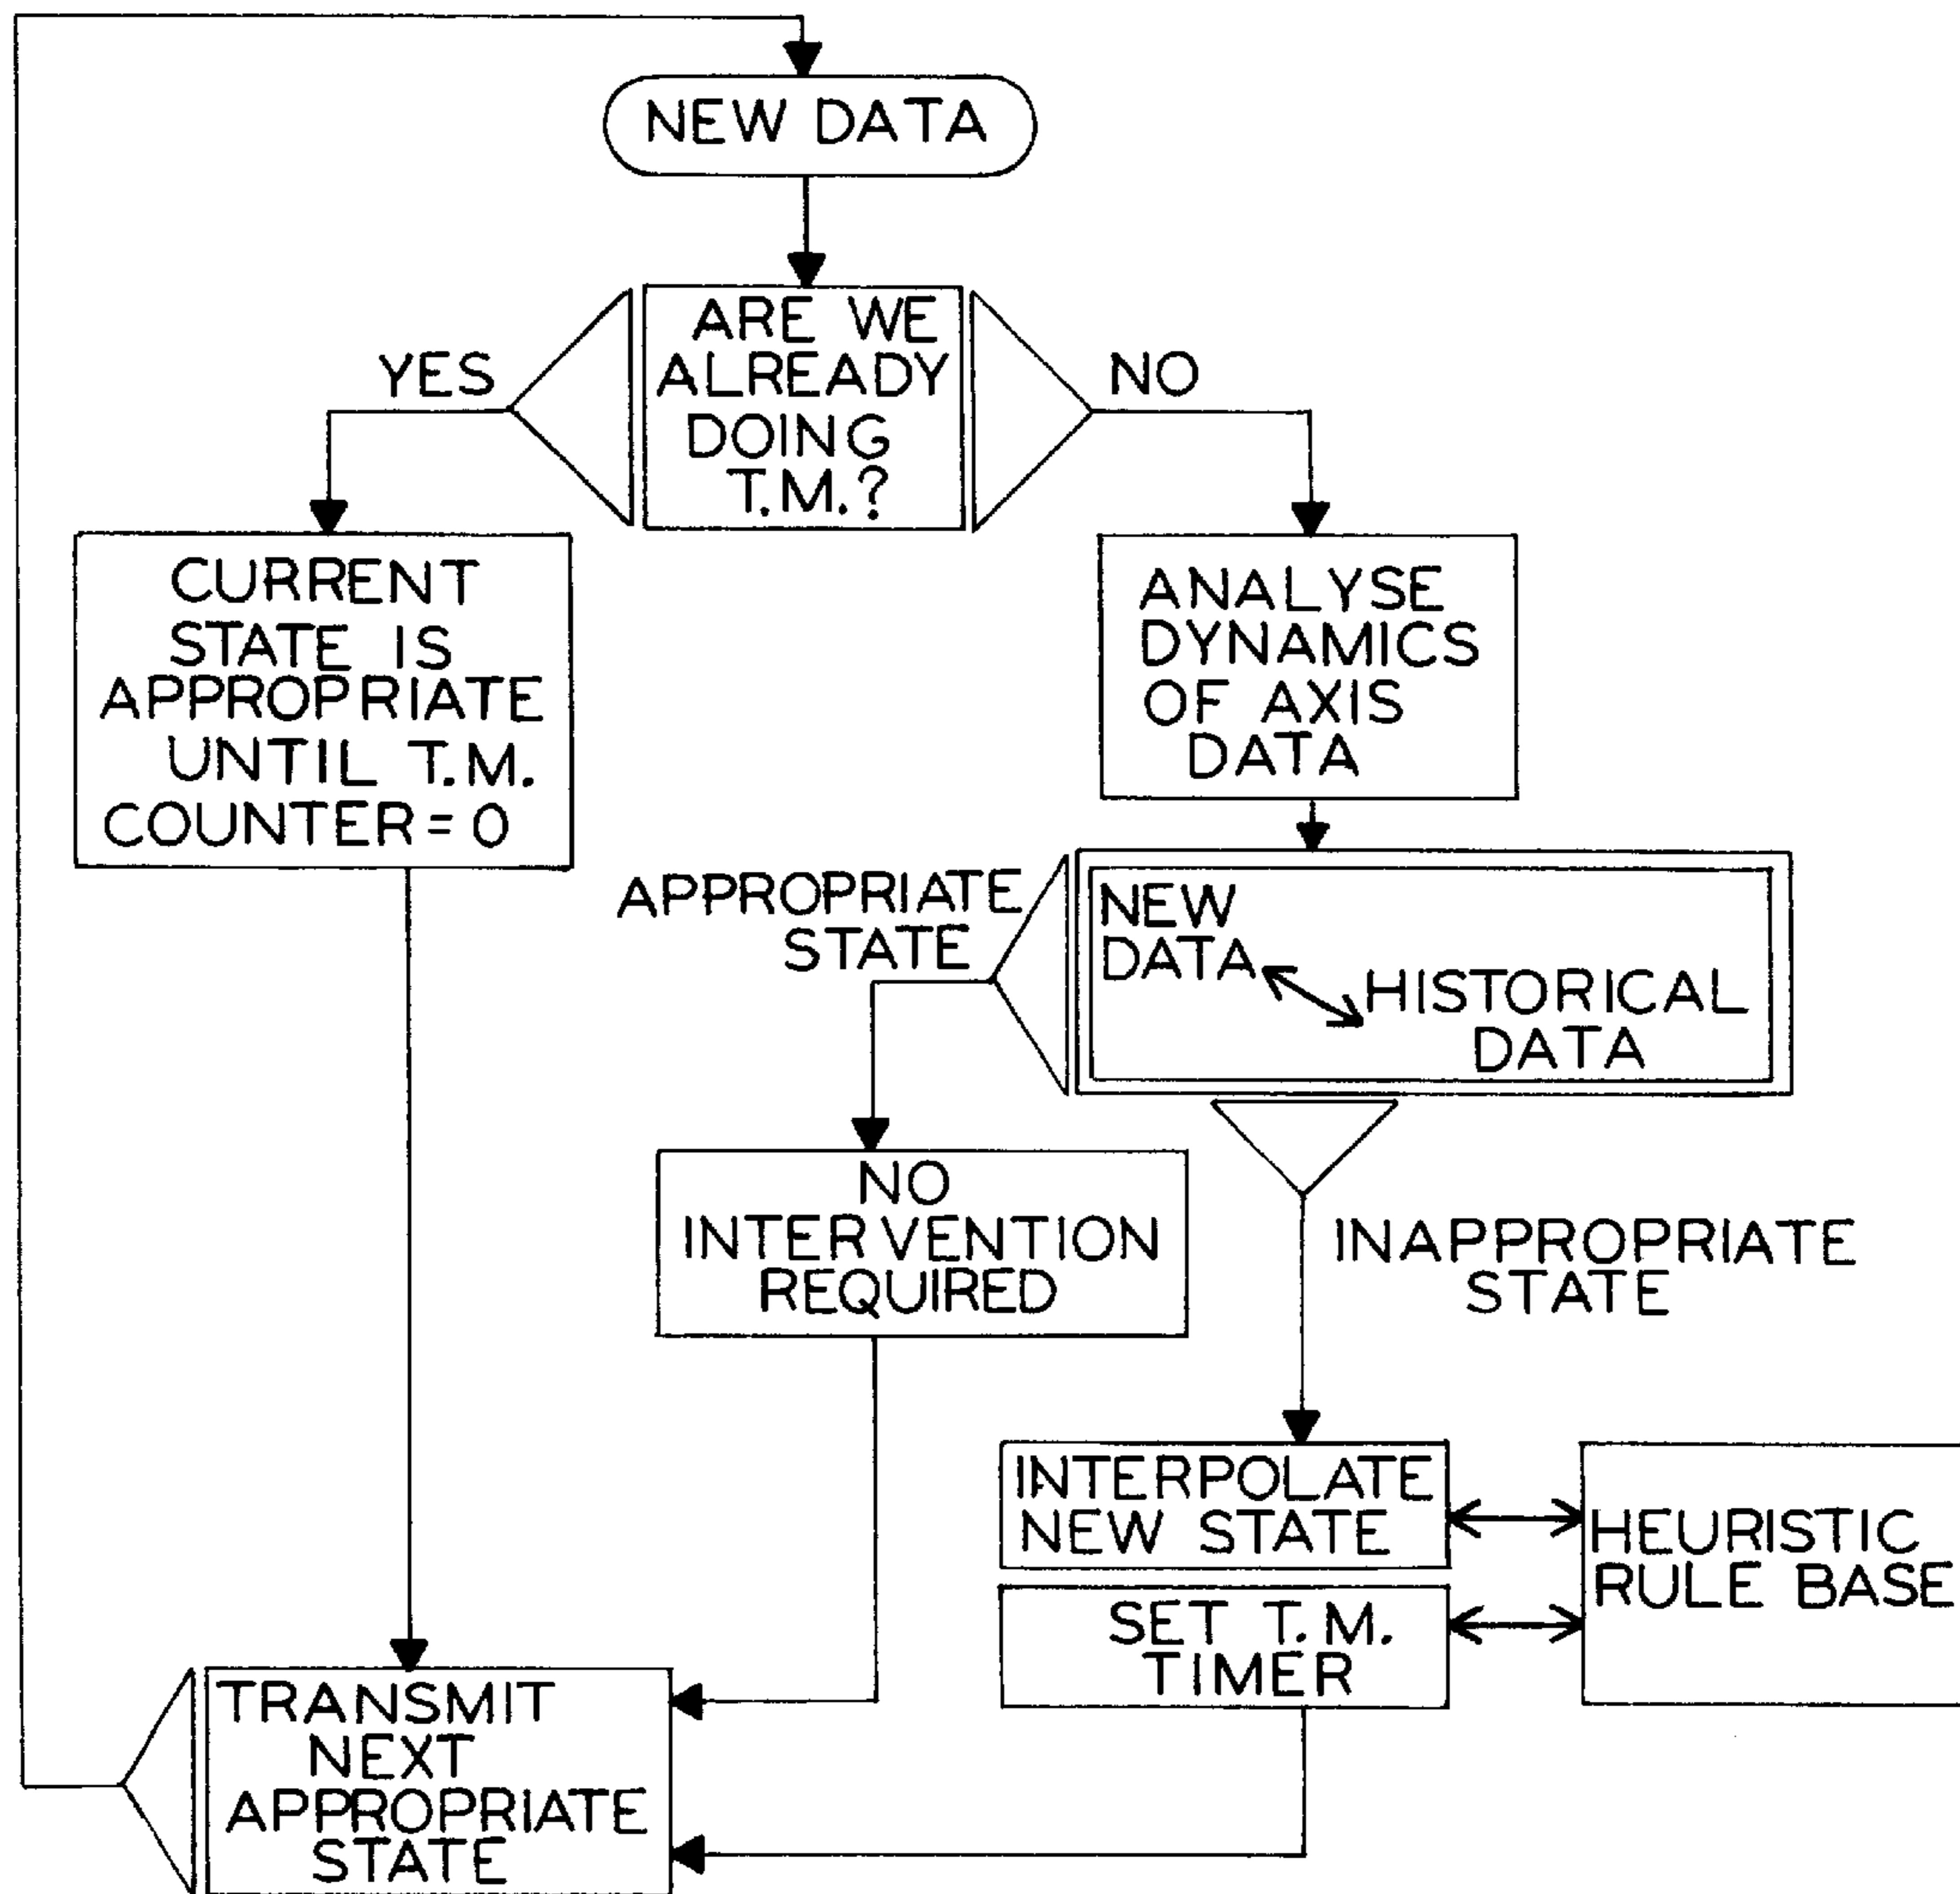 NEW DATA
ARE WE
ALREADY
DOING
T.M.?
YES
NO
CURRENT
STATE IS
APPROPRIATE
UNTIL T.M.
COUNTER = 0
ANALYSE
DYNAMICS
OF AXIS
DATA
APPROPRIATE
STATE
NEW
DATA
HISTORICAL
DATA
NO
INTERVENTION
REQUIRED
INAPPROPRIATE
STATE
INTERPOLATE
NEW STATE
HEURISTIC
RULE BASE
SET T.M.
TIMER
TRANSMIT
NEXT
APPROPRIATE
STATE